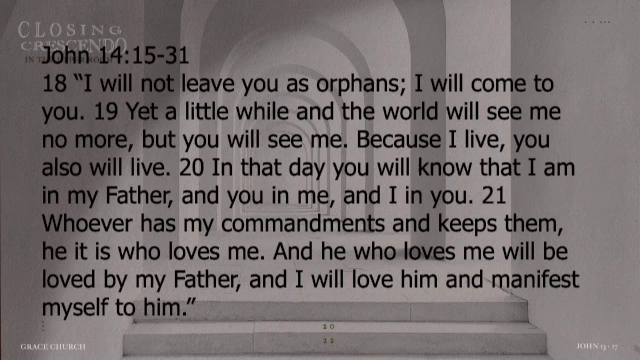 CLOSING
CRESCENDO
John 14:15-31
18 “I will not leave you as orphans; I will come to
you. 19 Yet a little while and the world will see me
no more, but you will see me. Because I live, you
also will live. 20 In that day you will know that I am
in my Father, and you in me, and I in you. 21
Whoever has my commandments and keeps them,
he it is who loves me. And he who loves me will be
loved by my Father, and I will love him and manifest
myself to him.”
20
22
GRACE CHURCH
JOHN 13-17